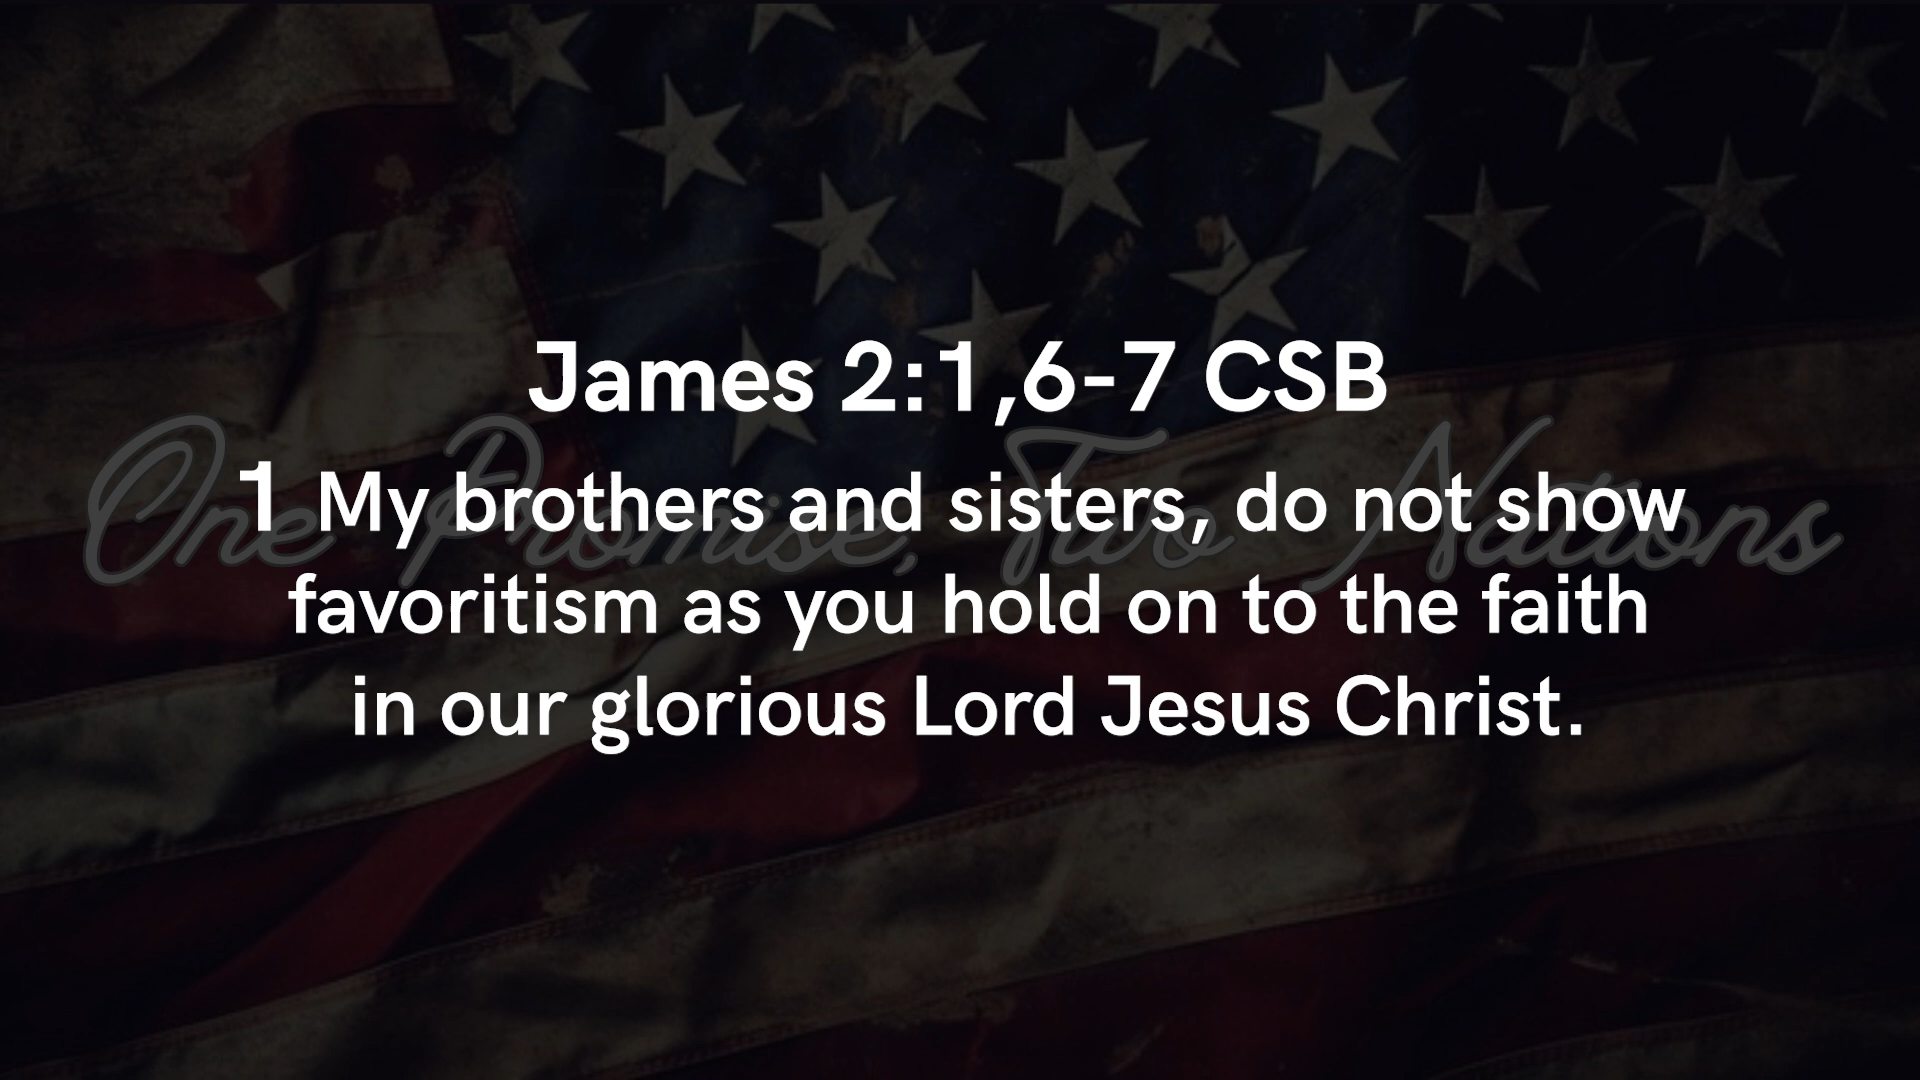 James 2:1,6-7 CSB
One Promise, Two Nations
1 My brothers and sisters, do not show
favoritism as you hold on to the faith
in our glorious Lord Jesus Christ.